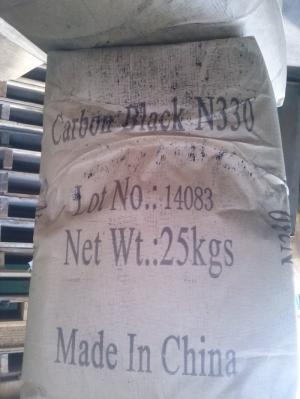 Carbon Black N330
Lot No.: 14083
Net Wt.:25kgs
Made In China